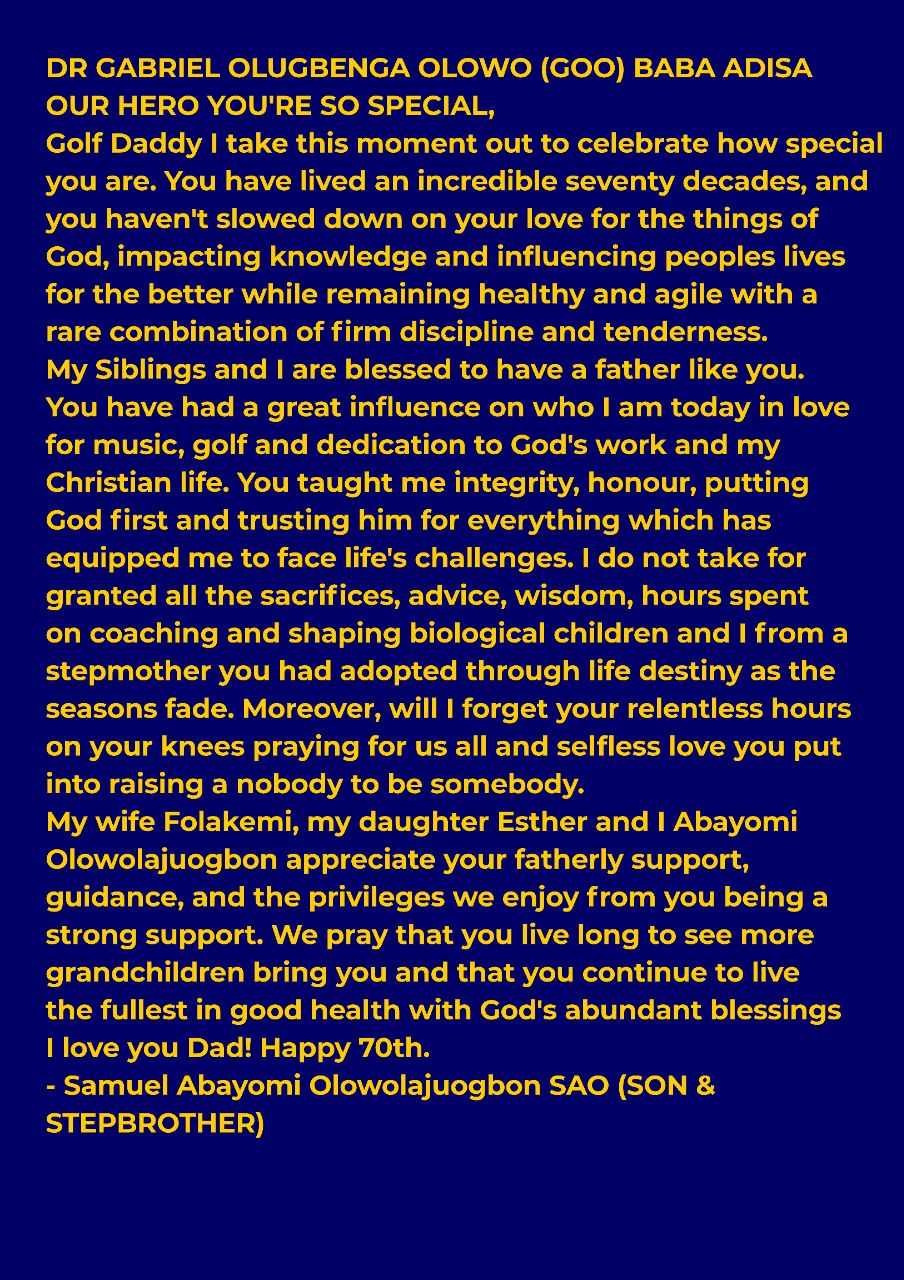 DR GABRIEL OLUGBENGA OLOWO (GOO) BABA ADISA
OUR HERO YOU'RE SO SPECIAL,
Golf Daddy I take this moment out to celebrate how special
you are. You have lived an incredible seventy decades, and
you haven't slowed down on your love for the things of
God, impacting knowledge and influencing peoples lives
for the better while remaining healthy and agile with a
rare combination of firm discipline and tenderness.
My Siblings and I are blessed to have a father like you.
You have had a great influence on who I am today in love
for music, golf and dedication to God's work and my
Christian life. You taught me integrity, honour, putting
God first and trusting him for everything which has
equipped me to face life's challenges. I do not take for
granted all the sacrifices, advice, wisdom, hours spent
on coaching and shaping biological children and I from a
stepmother you had adopted through life destiny as the
seasons fade. Moreover, will I forget your relentless hours
on your knees praying for us all and selfless love you put
into raising a nobody to be somebody.
My wife Folakemi, my daughter Esther and I Abayomi
Olowolajuogbon appreciate your fatherly support,
guidance, and the privileges we enjoy from you being a
strong support. We pray that you live long to see more
grandchildren bring you and that you continue to live
the fullest in good health with God's abundant blessings
I love you Dad! Happy 70th.
- Samuel Abayomi Olowolajuogbon SAO (SON &
STEPBROTHER)